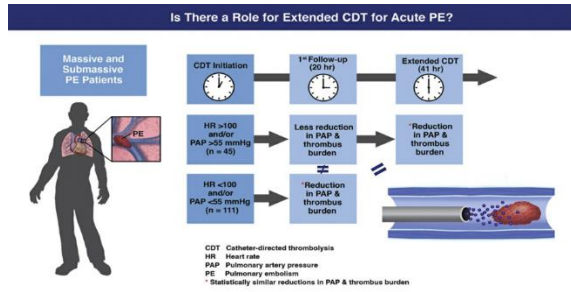 Is There a Role for Extended CDT for Acute PE?
Massive and
Submassive
PE Patients
PE
CDT Initiation
1st Follow-up
(20 hr)
Extended CDT
(41 hr)
HR >100
and/or
PAP >55 mmHg
(n = 45)
Less reduction
in PAP &
thrombus
burden
*Reduction
in PAP &
thrombus
burden
≠
=
HR <100
and/or
PAP <55 mmHg
(n = 111)
*Reduction
in PAP &
thrombus
burden
CDT Catheter-directed thrombolysis
HR Heart rate
PAP Pulmonary artery pressure
PE Pulmonary embolism
* Statistically similar reductions in PAP & thrombus burden